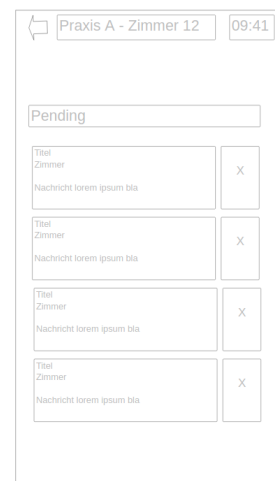 Praxis A - Zimmer 12
09:41
Pending
Titel
Zimmer
Nachricht lorem ipsum bla
X
Titel
Zimmer
Nachricht lorem ipsum bla
X
Titel
Zimmer
Nachricht lorem ipsum bla
X
Titel
Zimmer
Nachricht lorem ipsum bla
X